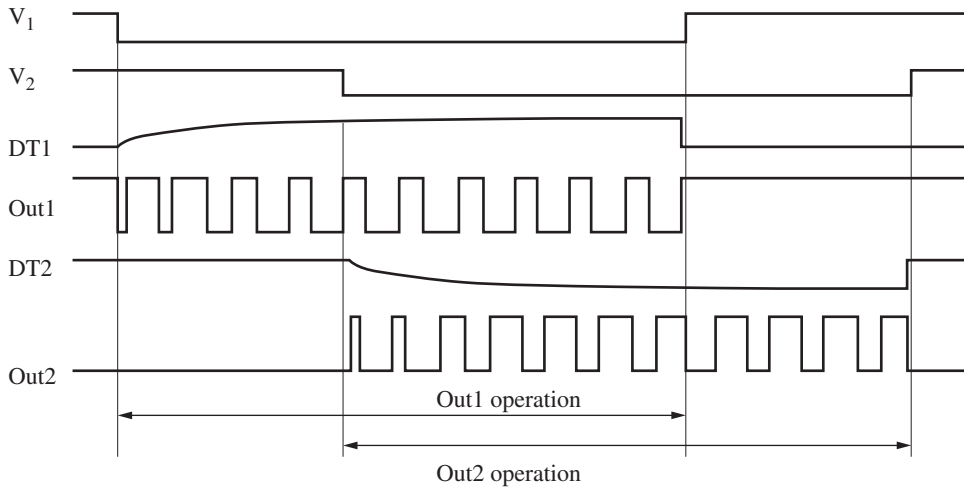 V1
V2
DT1
Out1
DT2
Out2
Out1 operation
Out2 operation